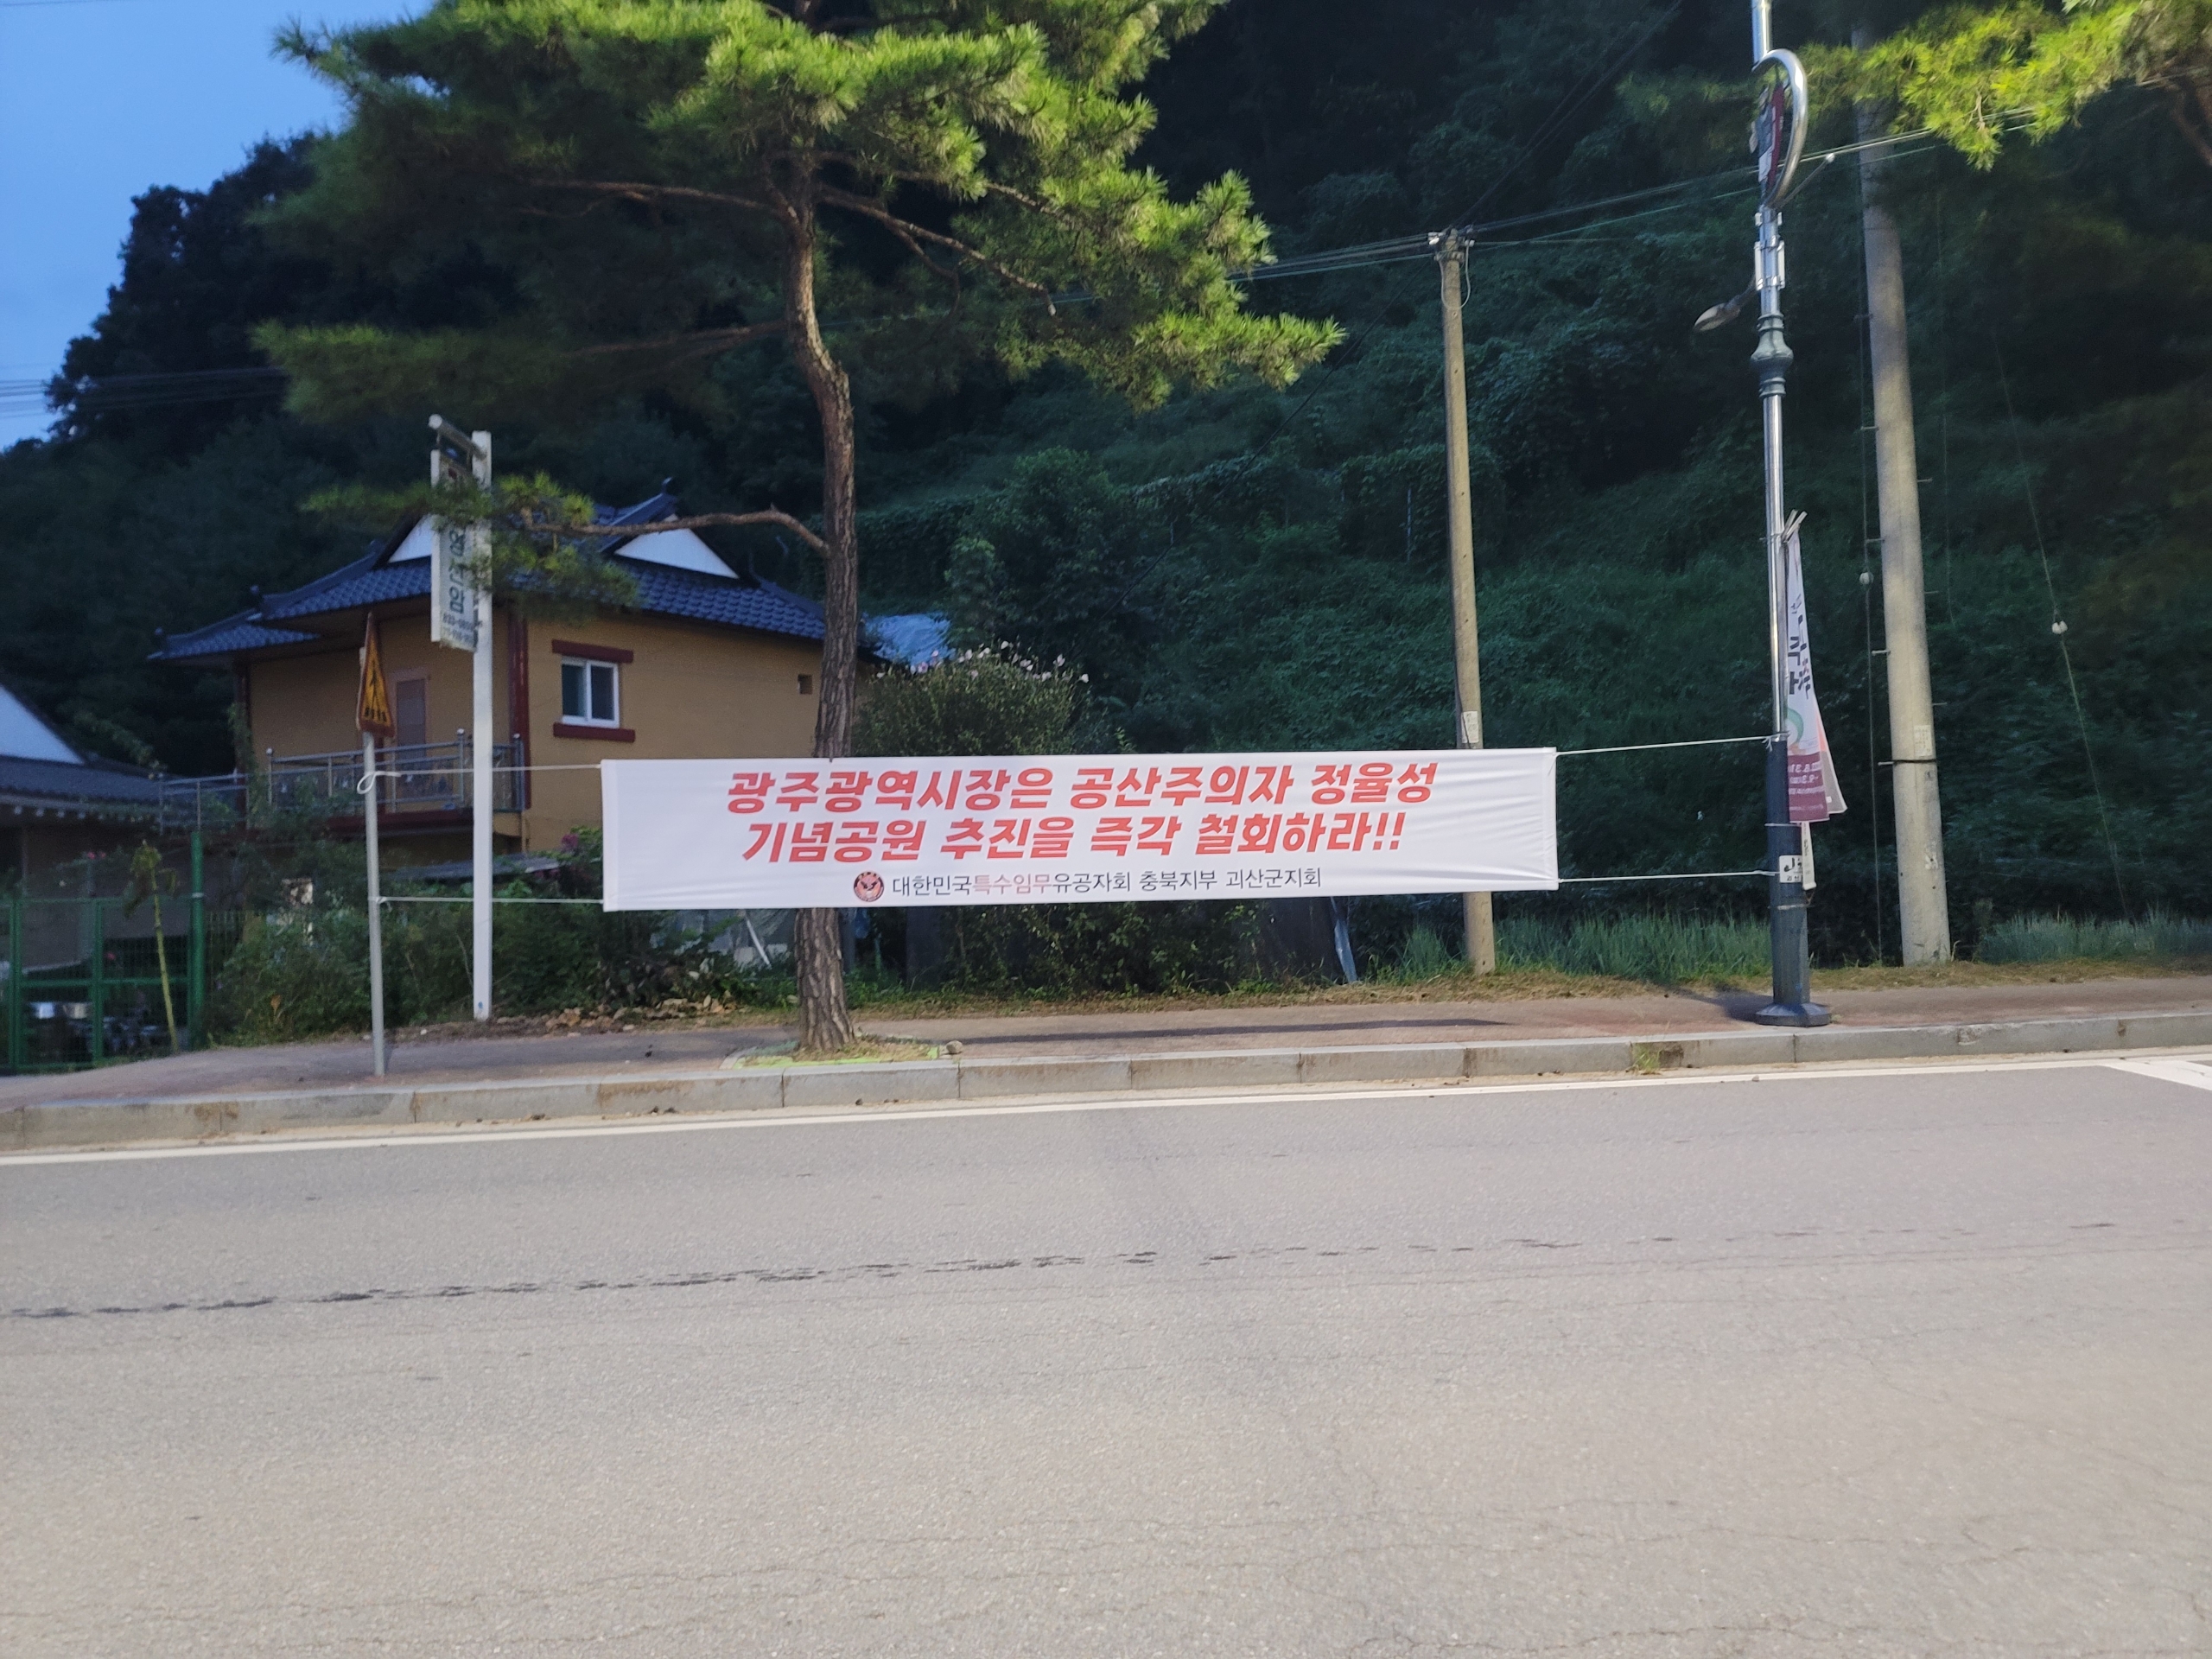 광주광역시장은 공산주의자 정율성
기념공원 추진을 즉각 철회하라!!
대한민국특수임무유공자회 충북지부 괴산군지회